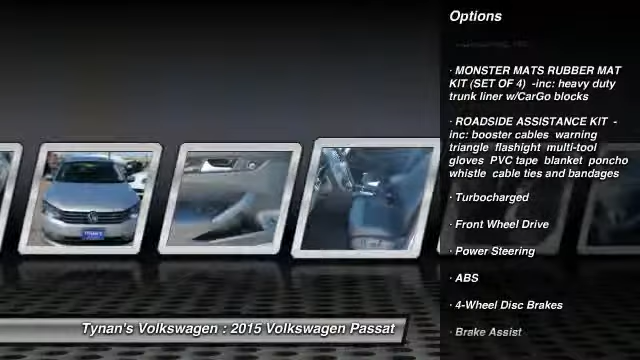 Options
· MONSTER MATS RUBBER MAT
KIT (SET OF 4) -inc: heavy duty
trunk liner w/CarGo blocks
· ROADSIDE ASSISTANCE KIT -
inc: booster cables warning
triangle flashight multi-tool
gloves PVC tape blanket poncho
whistle cable ties and bandages
· Turbocharged
· Front Wheel Drive
· Power Steering
· ABS
· 4-Wheel Disc Brakes
· Brake Assist
TYNAN'S
Tynan's Volkswagen : 2015 Volkswagen Passat